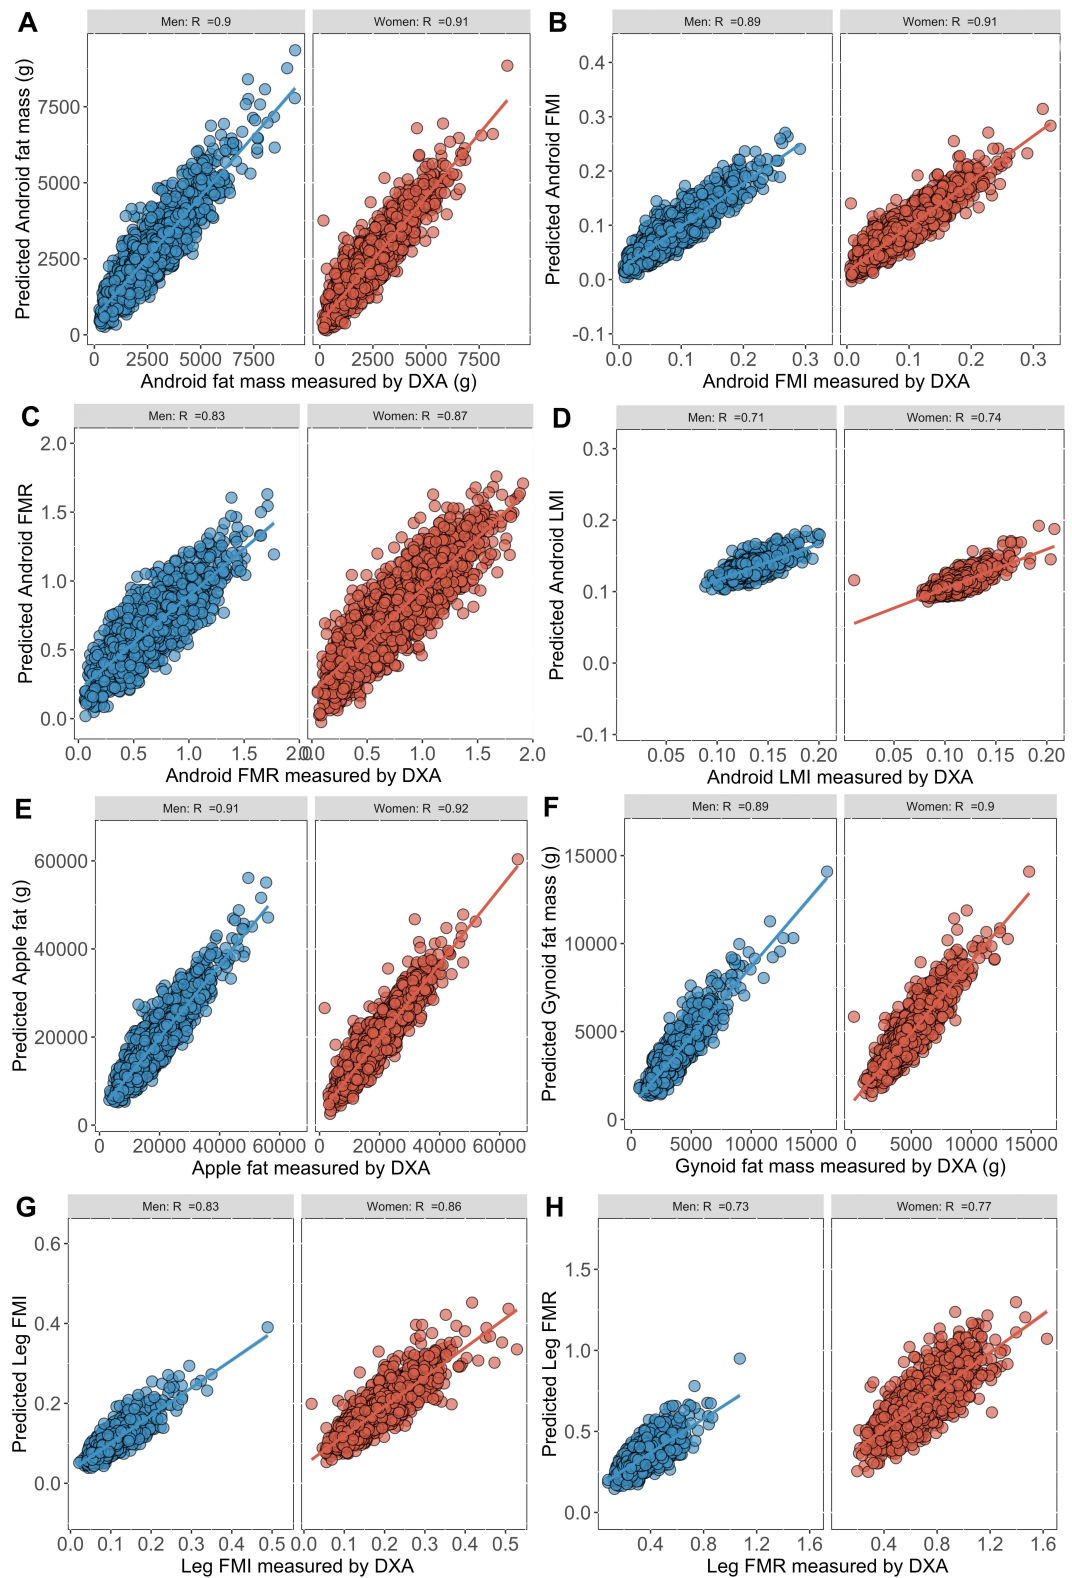 A
Men: R =0.9
Women: R =0.91
Predicted Android fat mass (g)
7500
5000
2500
0
0 2500 5000 7500
0 2500 5000 7500
Android fat mass measured by DXA (g)
B
Men: R =0.89
Women: R =0.91
Predicted Android FMI
0.4
0.3
0.2
0.1
0.0
-0.1
0.0 0.1 0.2 0.3
0.0 0.1 0.2 0.3
Android FMI measured by DXA
C
Men: R =0.83
Women: R =0.87
Predicted Android FMR
2.0
1.5
1.0
0.5
0.0
0.0 0.5 1.0 1.5 2.0
0.0 0.5 1.0 1.5 2.0
Android FMR measured by DXA
D
Men: R =0.71
Women: R =0.74
Predicted Android LMI
0.3
0.2
0.1
0.0
-0.1
0.05 0.10 0.15 0.20
0.05 0.10 0.15 0.20
Android LMI measured by DXA
E
Men: R =0.91
Women: R =0.92
Predicted Apple fat (g)
60000
40000
20000
0
0 20000 40000 60000
0 20000 40000 60000
Apple fat measured by DXA
F
Men: R =0.89
Women: R =0.9
Predicted Gynoid fat mass (g)
15000
10000
5000
0
0 5000 10000 15000
0 5000 10000 15000
Gynoid fat mass measured by DXA (g)
G
Men: R =0.83
Women: R =0.86
Predicted Leg FMI
0.6
0.4
0.2
0.0
0.0 0.1 0.2 0.3 0.4 0.5
0.0 0.1 0.2 0.3 0.4 0.5
Leg FMI measured by DXA
H
Men: R =0.73
Women: R =0.77
Predicted Leg FMR
1.5
1.0
0.5
0.0
0.4 0.8 1.2 1.6
0.4 0.8 1.2 1.6
Leg FMR measured by DXA